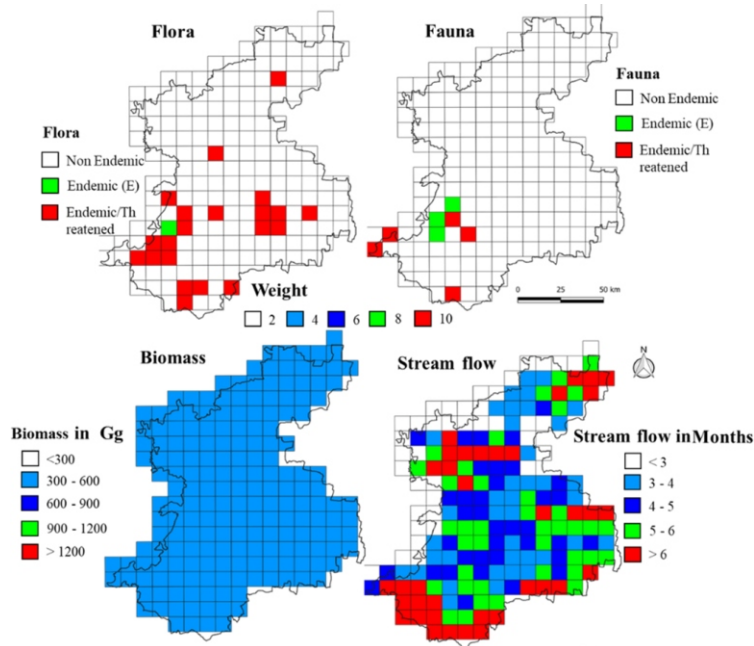 Flora
Fauna
Flora
Non Endemic
Endemic (E)
Endemic/Th
reatened
Fauna
Non Endemic
Endemic (E)
Endemic/Th
reatened
0
25
50 km
Weight
2
4
6
8
10
Biomass
Stream flow
Biomass in Gg
<300
300 - 600
600 - 900
900 - 1200
> 1200
Stream flow in Months
< 3
3 - 4
4 - 5
5 - 6
> 6